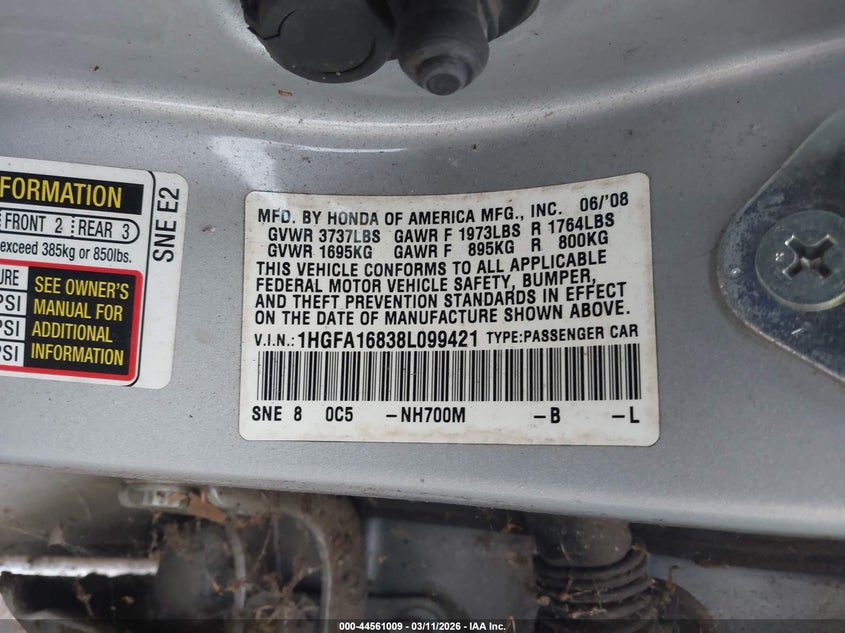 FORMATION
FRONT 2 REAR 3
exceed 385kg or 850lbs.
SEE OWNER'S
PSI MANUAL FOR
PSI ADDITIONAL
PSI INFORMATION
SNE E2
MFD. BY HONDA OF AMERICA MFG., INC. 06/'08
GVWR 3737LBS GAWR F 1973LBS R 1764LBS
GVWR 1695KG GAWR F 895KG R 800KG
THIS VEHICLE CONFORMS TO ALL APPLICABLE
FEDERAL MOTOR VEHICLE SAFETY, BUMPER,
AND THEFT PREVENTION STANDARDS IN EFFECT
ON THE DATE OF MANUFACTURE SHOWN ABOVE.
V.I.N.: 1HGFA16838L099421 TYPE:PASSENGER CAR
SNE 8 0C5 -NH700M -B -L
000-44561009 - 03/11/2026 - IAA Inc.